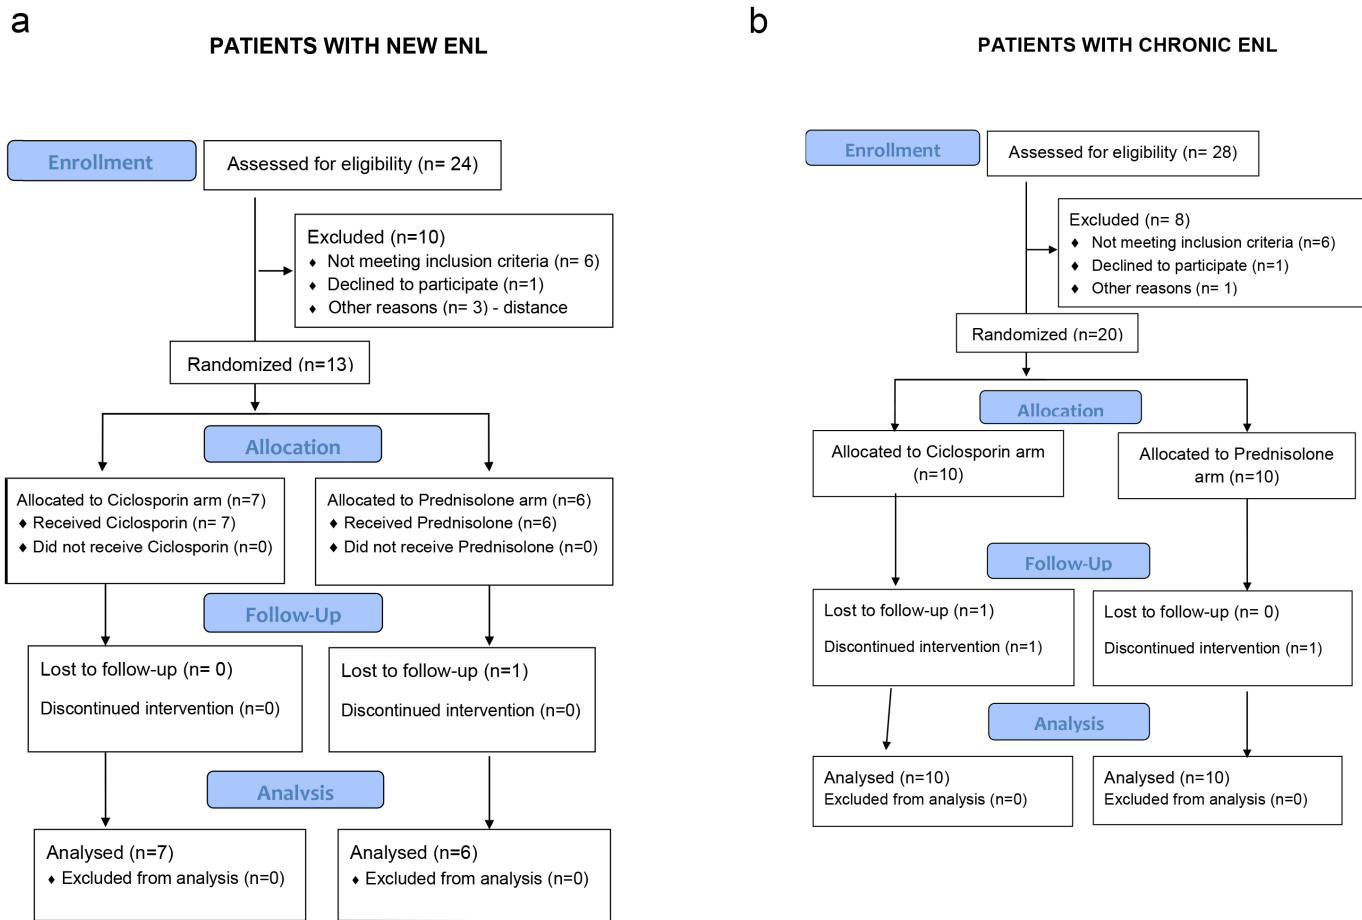 a
PATIENTS WITH NEW ENL
Enrollment
Assessed for eligibility (n= 24)
Excluded (n=10)
♦ Not meeting inclusion criteria (n= 6)
♦ Declined to participate (n=1)
♦ Other reasons (n= 3) - distance
Randomized (n=13)
Allocation
Allocated to Ciclosporin arm (n=7)
♦ Received Ciclosporin (n= 7)
♦ Did not receive Ciclosporin (n=0)
Allocated to Prednisolone arm (n=6)
♦ Received Prednisolone (n=6)
♦ Did not receive Prednisolone (n=0)
Follow-Up
Lost to follow-up (n= 0)
Discontinued intervention (n=0)
Lost to follow-up (n=1)
Discontinued intervention (n=0)
Analysis
Analysed (n=7)
♦ Excluded from analysis (n=0)
Analysed (n=6)
♦ Excluded from analysis (n=0)
b
PATIENTS WITH CHRONIC ENL
Enrollment
Assessed for eligibility (n= 28)
Excluded (n= 8)
♦ Not meeting inclusion criteria (n=6)
♦ Declined to participate (n=1)
♦ Other reasons (n= 1)
Randomized (n=20)
Allocation
Allocated to Ciclosporin arm
(n=10)
Allocated to Prednisolone
arm (n=10)
Follow-Up
Lost to follow-up (n=1)
Discontinued intervention (n=1)
Lost to follow-up (n= 0)
Discontinued intervention (n=1)
Analysis
Analysed (n=10)
Excluded from analysis (n=0)
Analysed (n=10)
Excluded from analysis (n=0)